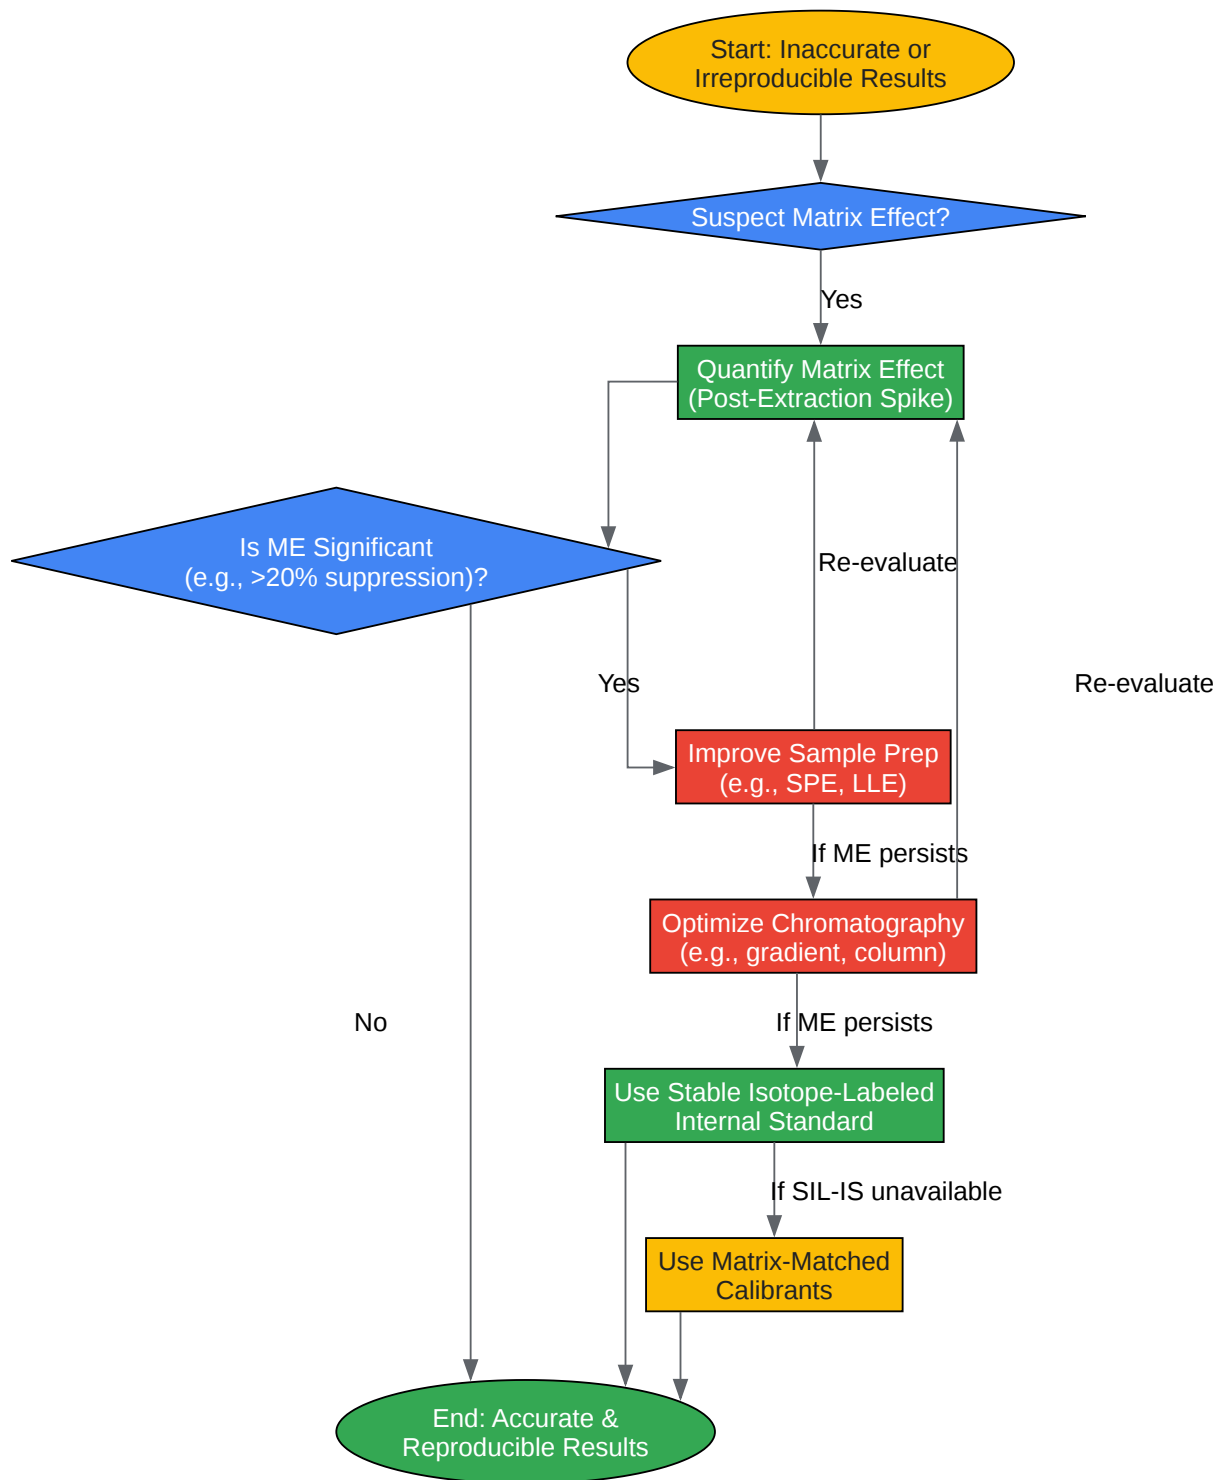 Start: Inaccurate or
Irreproducible Results
Suspect Matrix Effect?
Yes
Quantify Matrix Effect
(Post-Extraction Spike)
Is ME Significant
(e.g., >20% suppression)?
Re-evaluate
Yes
Re-evaluate
Improve Sample Prep
(e.g., SPE, LLE)
If ME persists
Optimize Chromatography
(e.g., gradient, column)
No
If ME persists
Use Stable Isotope-Labeled
Internal Standard
If SIL-IS unavailable
Use Matrix-Matched
Calibrants
End: Accurate &
Reproducible Results